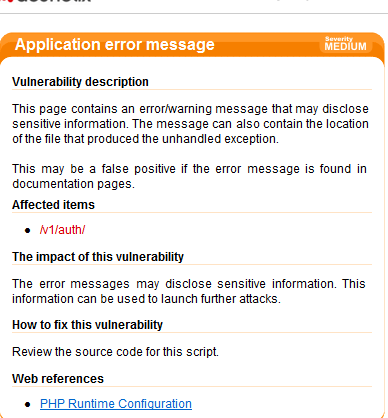 Application error message
Severity
MEDIUM
Vulnerability description
This page contains an error/warning message that may disclose
sensitive information. The message can also contain the location
of the file that produced the unhandled exception.
This may be a false positive if the error message is found in
documentation pages.
Affected items
• /v1/auth/
The impact of this vulnerability
The error messages may disclose sensitive information. This
information can be used to launch further attacks.
How to fix this vulnerability
Review the source code for this script.
Web references
• PHP Runtime Configuration